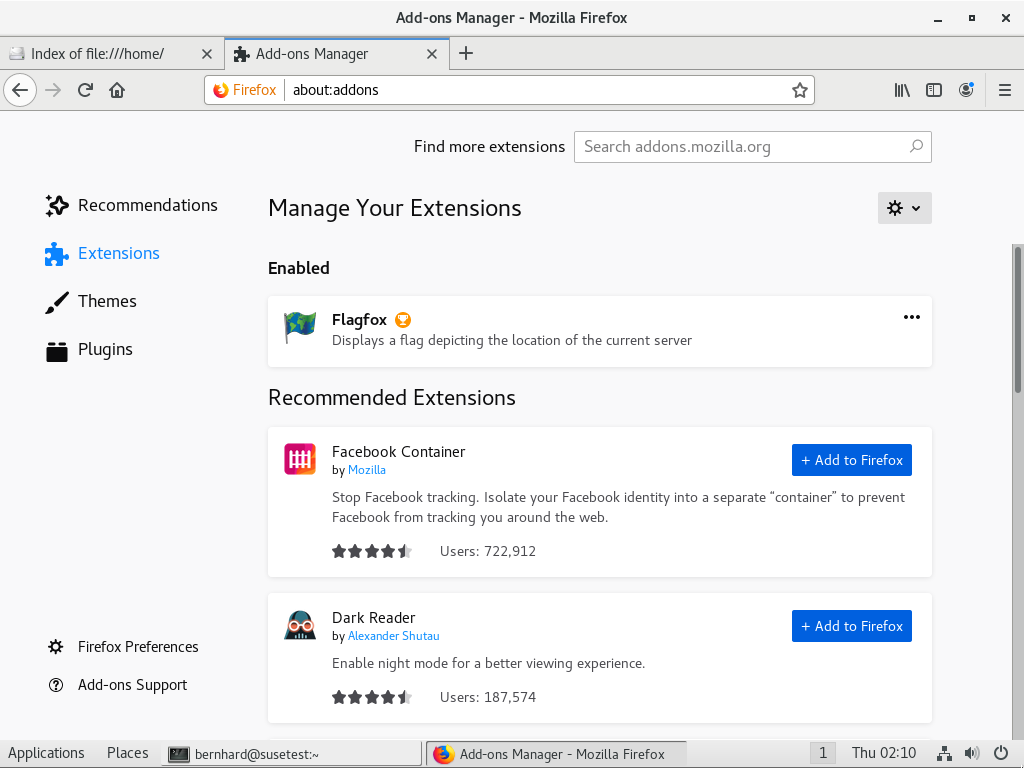 Add-ons Manager - Mozilla Firefox
Index of file:///home/
Add-ons Manager
Firefox
about:addons
Find more extensions
Search addons.mozilla.org
Recommendations
Extensions
Themes
Plugins
Manage Your Extensions
Enabled
Flagfox
Displays a flag depicting the location of the current server
Recommended Extensions
Facebook Container
by Mozilla
+ Add to Firefox
Stop Facebook tracking. Isolate your Facebook identity into a separate “container” to prevent
Facebook from tracking you around the web.
Users: 722,912
Dark Reader
by Alexander Shutau
+ Add to Firefox
Enable night mode for a better viewing experience.
Users: 187,574
Firefox Preferences
Add-ons Support
Applications
Places
bernhard@susetest:~
Add-ons Manager - Mozilla Firefox
1
Thu 02:10